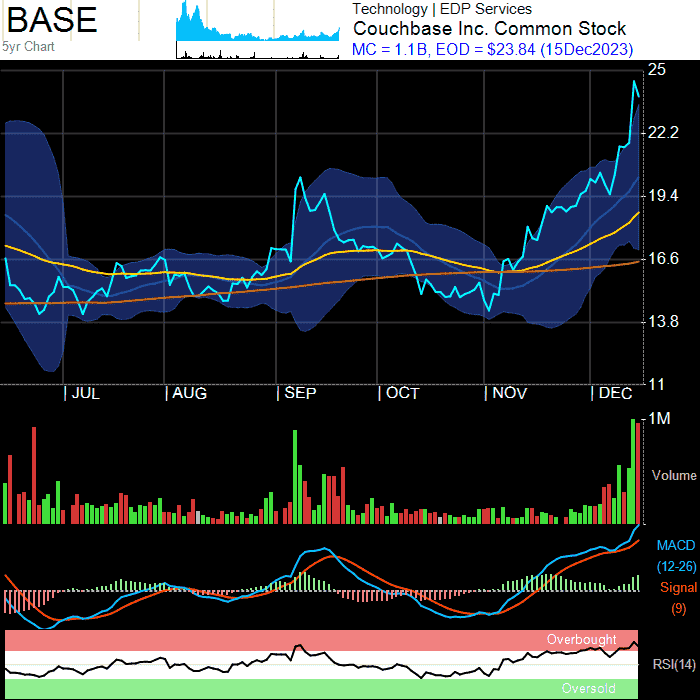 BASE
5yr Chart
Technology | EDP Services
Couchbase Inc. Common Stock
MC = 1.1B, EOD = $23.84 (15Dec2023)
25
22.2
19.4
16.6
13.8
11
| JUL | AUG | SEP | OCT | NOV | DEC
1M
Volume
MACD
(12-26)
Signal
(9)
Overbought
RSI(14)
Oversold